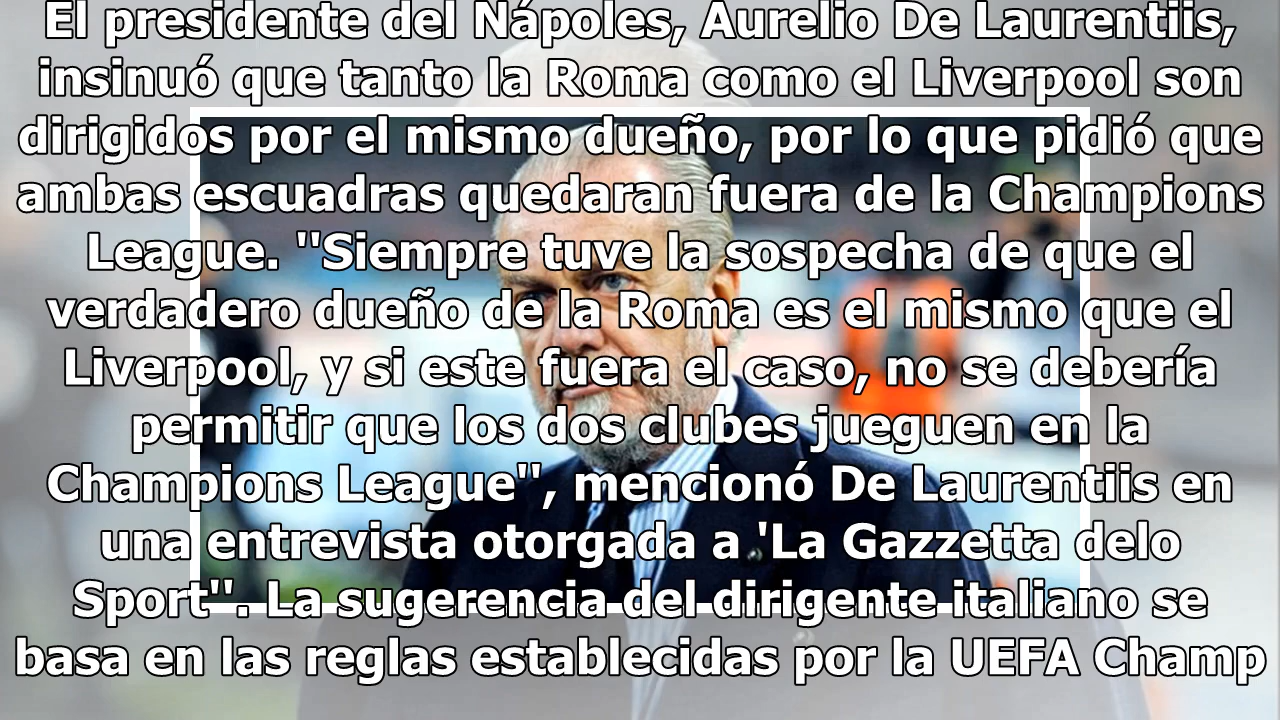 El presidente del Nápoles, Aurelio De Laurentiis,
insinuó que tanto la Roma como el Liverpool son
dirigidos por el mismo dueño, por lo que pidió que
ambas escuadras quedaran fuera de la Champions
League. ''Siempre tuve la sospecha de que el
verdadero dueño de la Roma es el mismo que el
Liverpool, y si este fuera el caso, no se debería
permitir que los dos clubes jueguen en la
Champions League'', mencionó De Laurentiis en
una entrevista otorgada a 'La Gazzetta delo
Sport''. La sugerencia del dirigente italiano se
basa en las reglas establecidas por la UEFA Champ